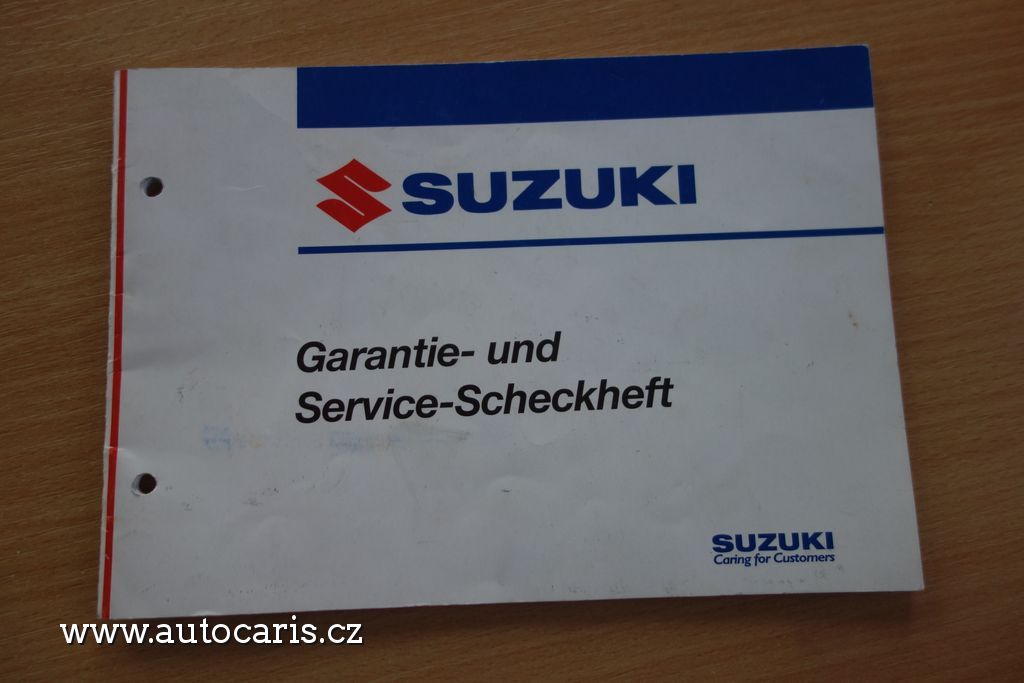 SUZUKI
Garantie- und
Service-Scheckheft
SUZUKI
Caring for Customers
www.autocaris.cz